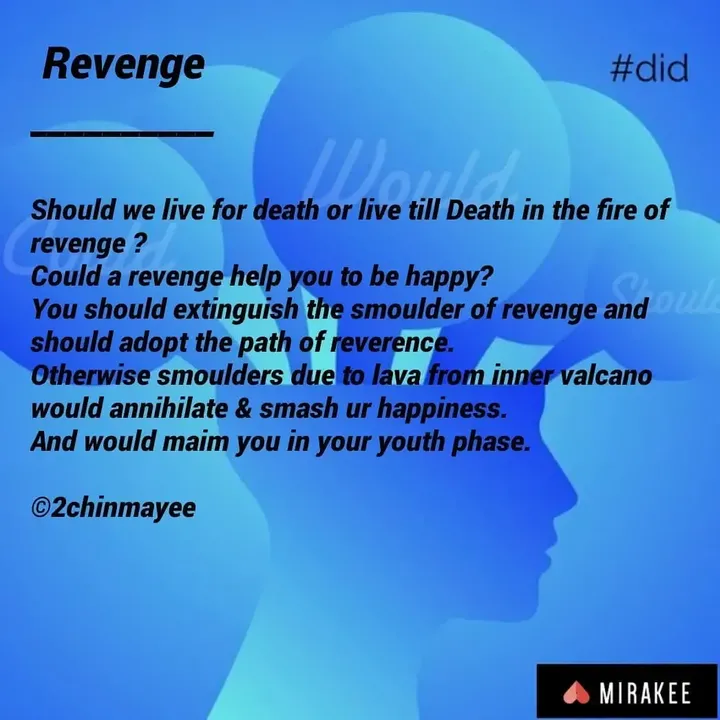 Revenge
#did
Would
Could
Should
Should we live for death or live till Death in the fire of
revenge ?
Could a revenge help you to be happy?
You should extinguish the smoulder of revenge and
should adopt the path of reverence.
Otherwise smoulders due to lava from inner valcano
would annihilate & smash ur happiness.
And would maim you in your youth phase.
©2chinmayee
MIRAKEE